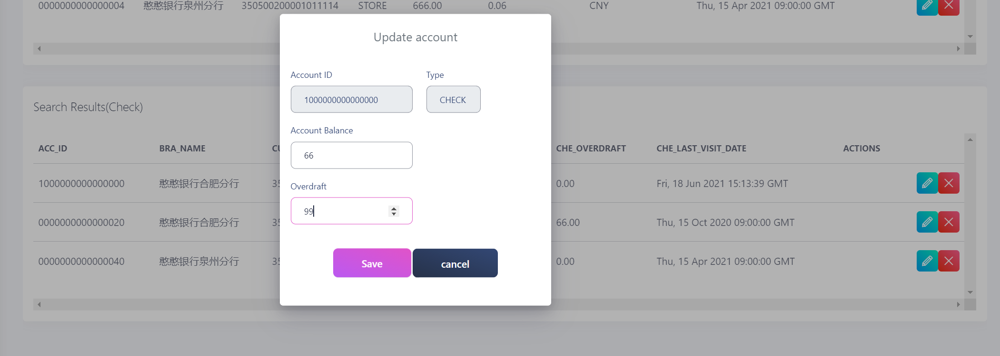 0000000000000004 憨憨银行泉州分行 350500200001011114 STORE 666.00 0.06 CNY Thu, 15 Apr 2021 09:00:00 GMT
Update account
Account ID Type
1000000000000000 CHECK
Account Balance
66
Overdraft
99
Save cancel
Search Results(Check)
ACC_ID BRA_NAME CU CHE_OVERDRAFT CHE_LAST_VISIT_DATE ACTIONS
1000000000000000 憨憨银行合肥分行 35 0.00 Fri, 18 Jun 2021 15:13:39 GMT
0000000000000020 憨憨银行合肥分行 35 66.00 Thu, 15 Oct 2020 09:00:00 GMT
0000000000000040 憨憨银行泉州分行 35 0.00 Thu, 15 Apr 2021 09:00:00 GMT